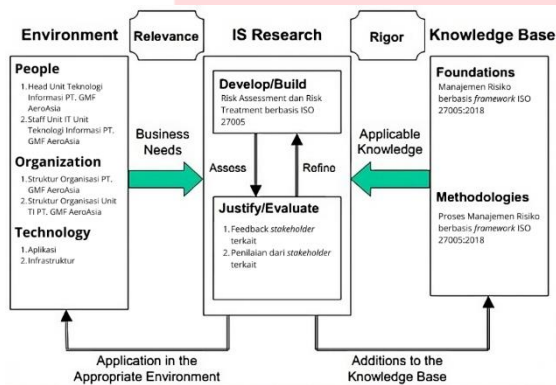 Environment
Relevance
IS Research
Rigor
Knowledge Base
People
1.Head Unit Teknologi
Informasi PT. GMF
AeroAsia
2.Staff Unit IT Unit
Teknologi Informasi PT.
GMF AeroAsia
Organization
1.Struktur Organisasi PT.
GMF AeroAsia
2.Struktur Organisasi Unit
TI PT. GMF AeroAsia
Technology
1.Aplikasi
2.Infrastruktur
Business
Needs
Develop/Build
Risk Assessment dan Risk
Treatment berbasis ISO
27005
Assess
Refine
Justify/Evaluate
1.Feedback stakeholder
terkait
2.Penilaian dari stakeholder
terkait
Applicable
Knowledge
Foundations
Manajemen Risiko
berbasis framework ISO
27005:2018
Methodologies
Proses Manajemen Risiko
berbasis framework ISO
27005:2018
Application in the
Appropriate Environment
Additions to the
Knowledge Base